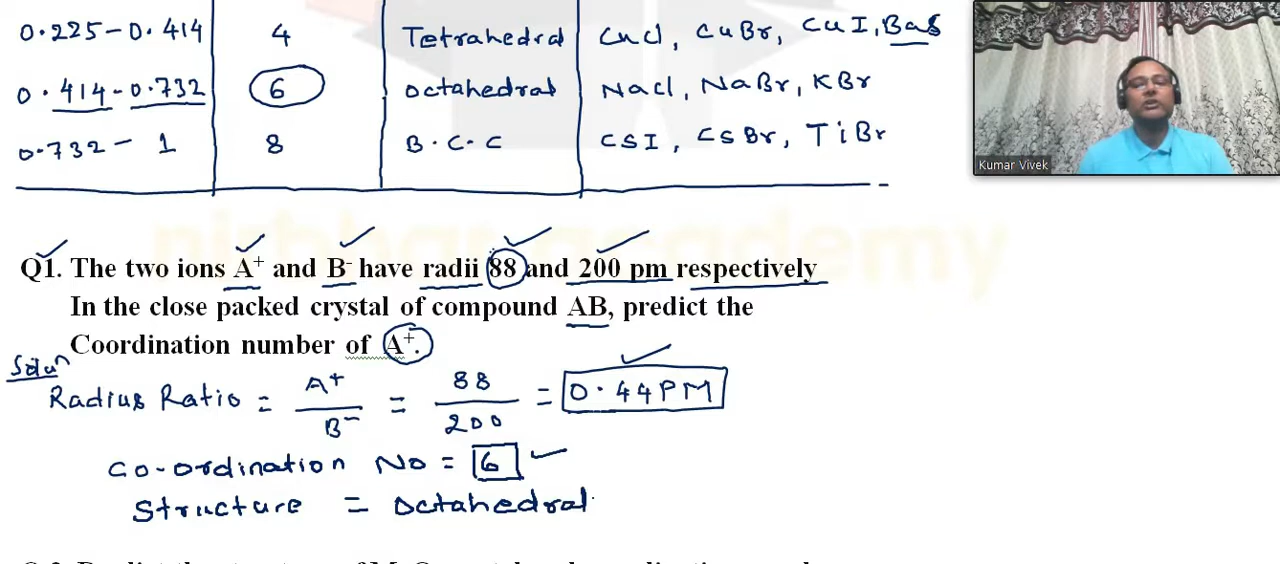 0.225-0.414 4 Tetrahedral CuCl, CuBr, CuI, BaS
0.414-0.732 6 Octahedral NaCl, NaBr, KBr
0.732- 1 8 B.C.C CSI, CSBr, TiBr
Kumar Vivek
Q1. The two ions A⁺ and B⁻ have radii 88 and 200 pm respectively
In the close packed crystal of compound AB, predict the
Coordination number of A⁺.
Solun
Radius Ratio = A⁺/B⁻ = 88/200 = 0.44PM
Co-ordination No = 6
Structure = Octahedral